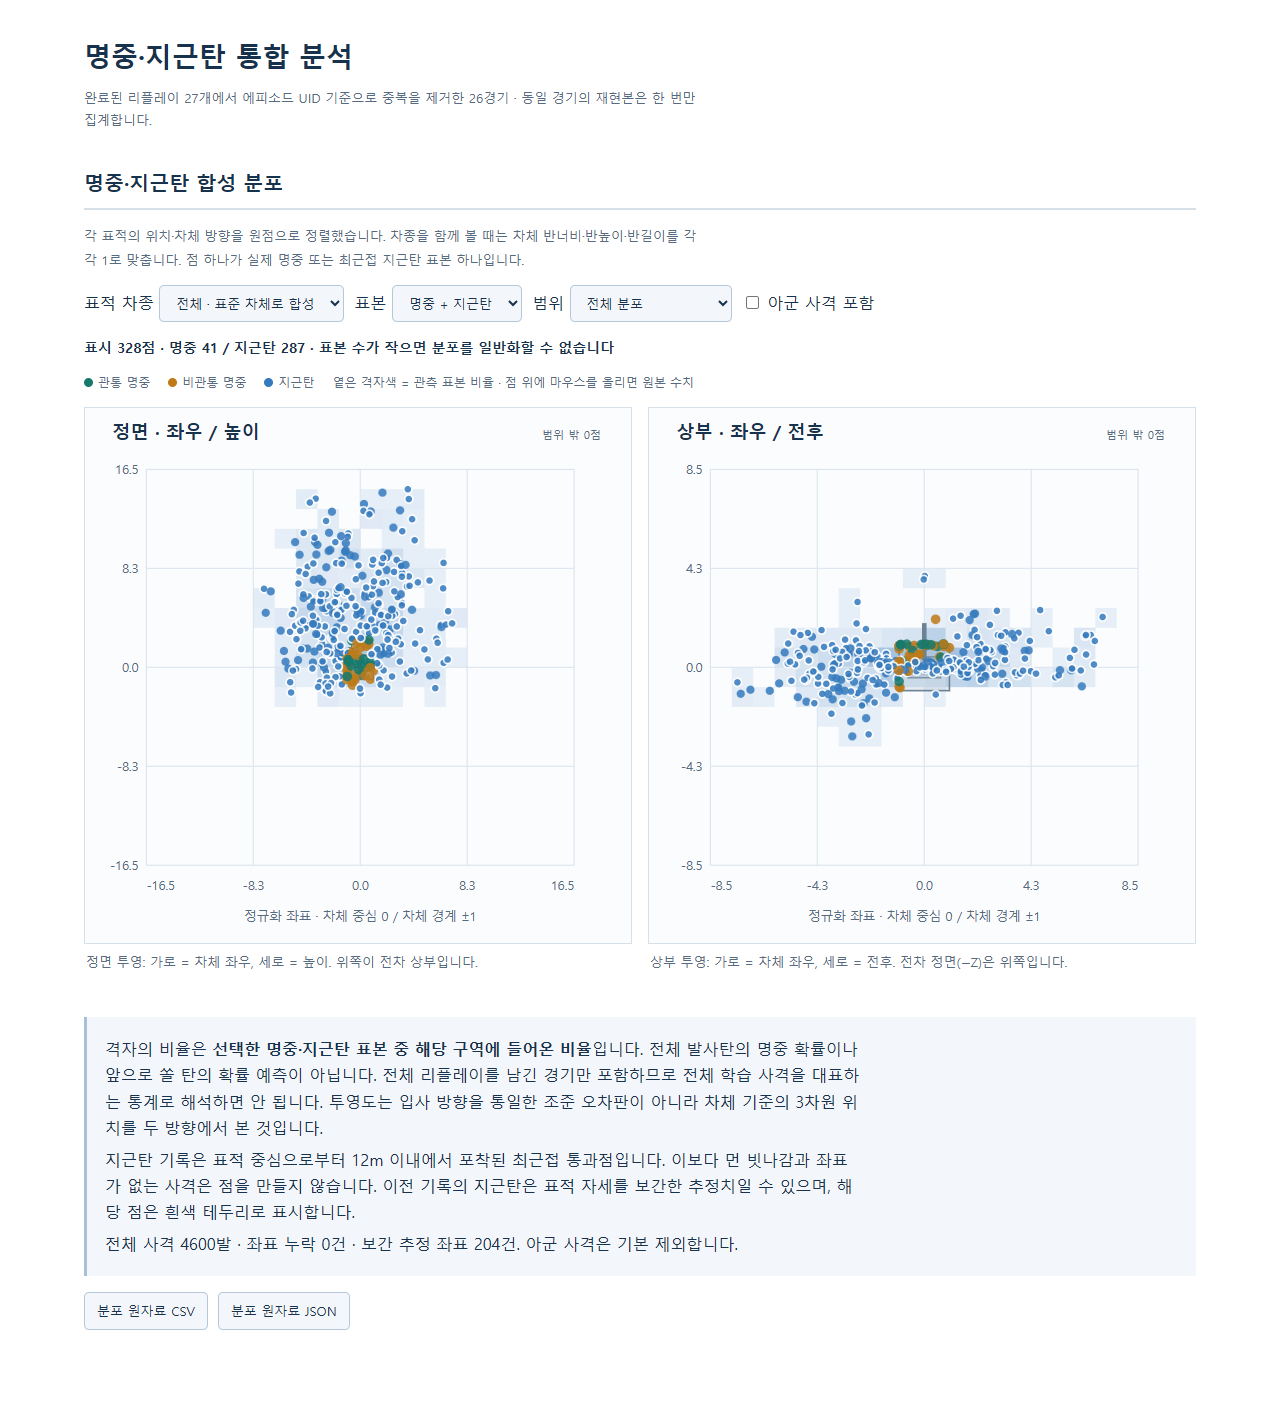 명중·지근탄 통합 분석
완료된 리플레이 27개에서 에피소드 UID 기준으로 중복을 제거한 26경기 · 동일 경기의 재현본은 한 번만
집계합니다.
명중·지근탄 합성 분포
각 표적의 위치·차체 방향을 원점으로 정렬했습니다. 차종을 함께 볼 때는 차체 반너비·반높이·반길이를 각
각 1로 맞춥니다. 점 하나가 실제 명중 또는 최근접 지근탄 표본 하나입니다.
표적 차종 전체 · 표준 차체로 합성 표본 명중 + 지근탄 범위 전체 분포 아군 사격 포함
표시 328점 · 명중 41 / 지근탄 287 · 표본 수가 작으면 분포를 일반화할 수 없습니다
관통 명중 비관통 명중 지근탄 옅은 격자색 = 관측 표본 비율 · 점 위에 마우스를 올리면 원본 수치
정면 · 좌우 / 높이 범위 밖 0점
16.5
8.3
0.0
-8.3
-16.5
-16.5 -8.3 0.0 8.3 16.5
정규화 좌표 · 차체 중심 0 / 차체 경계 ±1
정면 투영: 가로 = 차체 좌우, 세로 = 높이. 위쪽이 전차 상부입니다.
상부 · 좌우 / 전후 범위 밖 0점
8.5
4.3
0.0
-4.3
-8.5
-8.5 -4.3 0.0 4.3 8.5
정규화 좌표 · 차체 중심 0 / 차체 경계 ±1
상부 투영: 가로 = 차체 좌우, 세로 = 전후. 전차 정면(−Z)은 위쪽입니다.
격자의 비율은 선택한 명중·지근탄 표본 중 해당 구역에 들어온 비율입니다. 전체 발사탄의 명중 확률이나
앞으로 쏠 탄의 확률 예측이 아닙니다. 전체 리플레이를 남긴 경기만 포함하므로 전체 학습 사격을 대표하
는 통계로 해석하면 안 됩니다. 투영도는 입사 방향을 통일한 조준 오차판이 아니라 차체 기준의 3차원 위
치를 두 방향에서 본 것입니다.
지근탄 기록은 표적 중심으로부터 12m 이내에서 포착된 최근접 통과점입니다. 이보다 먼 빗나감과 좌표
가 없는 사격은 점을 만들지 않습니다. 이전 기록의 지근탄은 표적 자세를 보간한 추정치일 수 있으며, 해
당 점은 흰색 테두리로 표시합니다.
전체 사격 4600발 · 좌표 누락 0건 · 보간 추정 좌표 204건. 아군 사격은 기본 제외합니다.
분포 원자료 CSV 분포 원자료 JSON